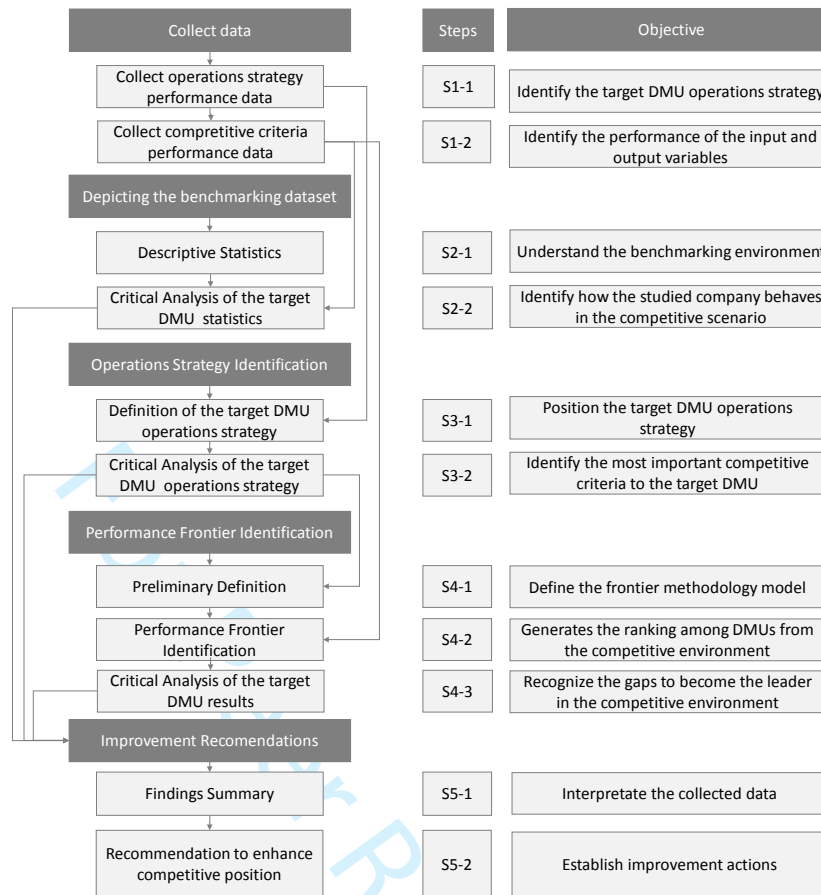 Collect data
Steps
Objective
Collect operations strategy
performance data
S1-1
Identify the target DMU operations strategy
Collect compretitive criteria
performance data
S1-2
Identify the performance of the input and
output variables
Depicting the benchmarking dataset
Descriptive Statistics
S2-1
Understand the benchmarking environment
Critical Analysis of the target
DMU statistics
S2-2
Identify how the studied company behaves
in the competitive scenario
Operations Strategy Identification
Definition of the target DMU
operations strategy
S3-1
Position the target DMU operations
strategy
Critical Analysis of the target
DMU operations strategy
S3-2
Identify the most important competitive
criteria to the target DMU
Performance Frontier Identification
Preliminary Definition
S4-1
Define the frontier methodology model
Performance Frontier
Identification
S4-2
Generates the ranking among DMUs from
the competitive environment
Critical Analysis of the target
DMU results
S4-3
Recognize the gaps to become the leader
in the competitive environment
Improvement Recomendations
Findings Summary
S5-1
Interpretate the collected data
Recommendation to enhance
competitive position
S5-2
Establish improvement actions